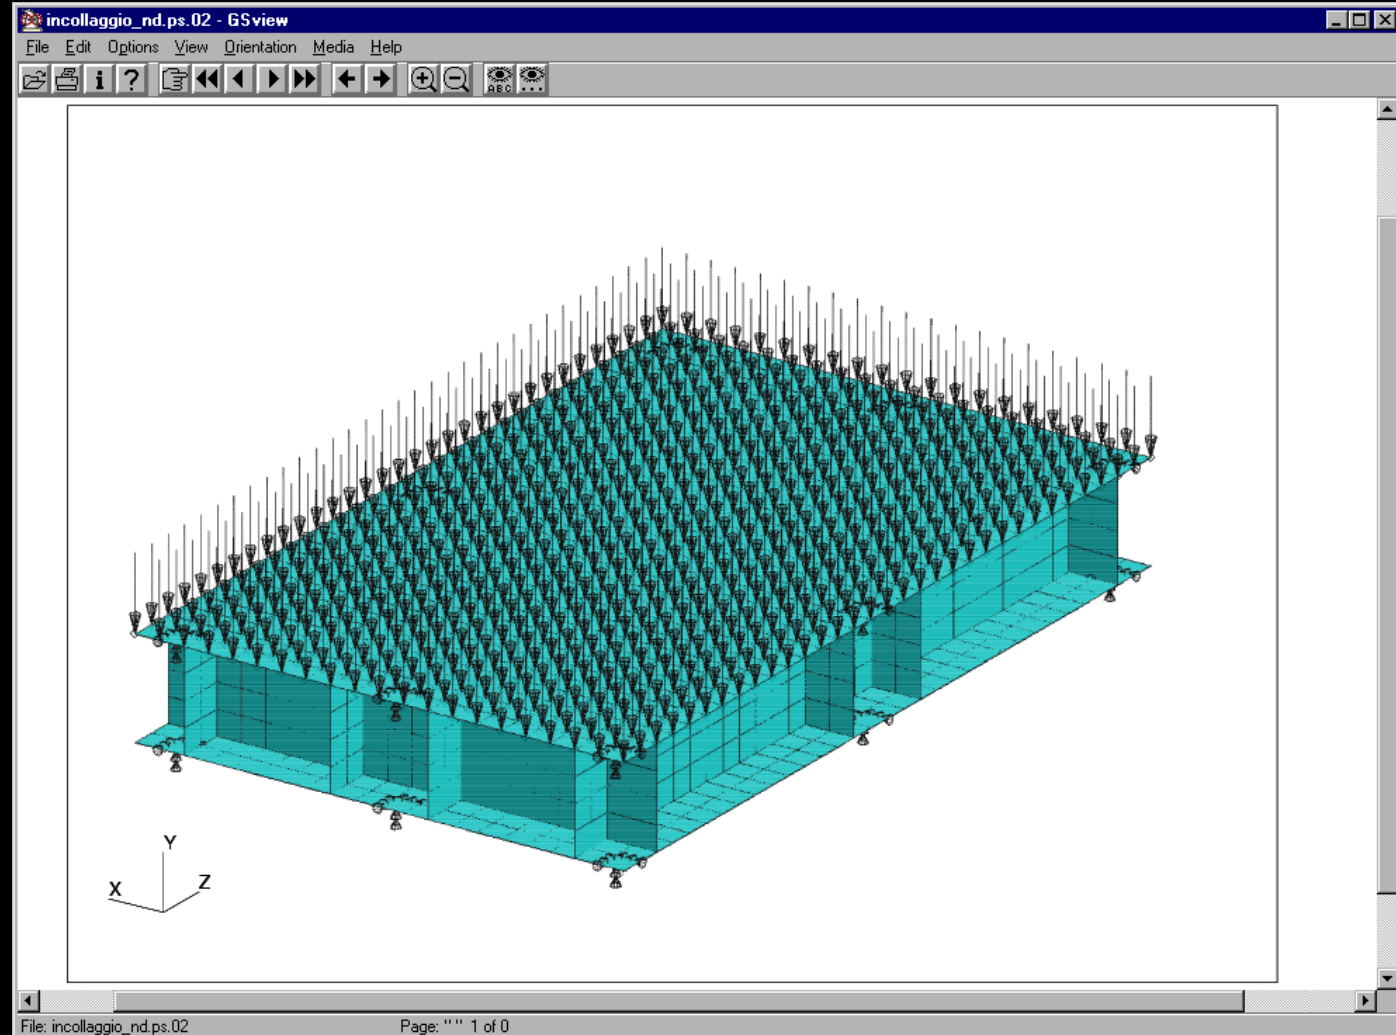 incollaggio_nd.ps.02 - GSview
File Edit Options View Orientation Media Help
i ? ABC
Y
X Z
File: incollaggio_nd.ps.02 Page: "" 1 of 0